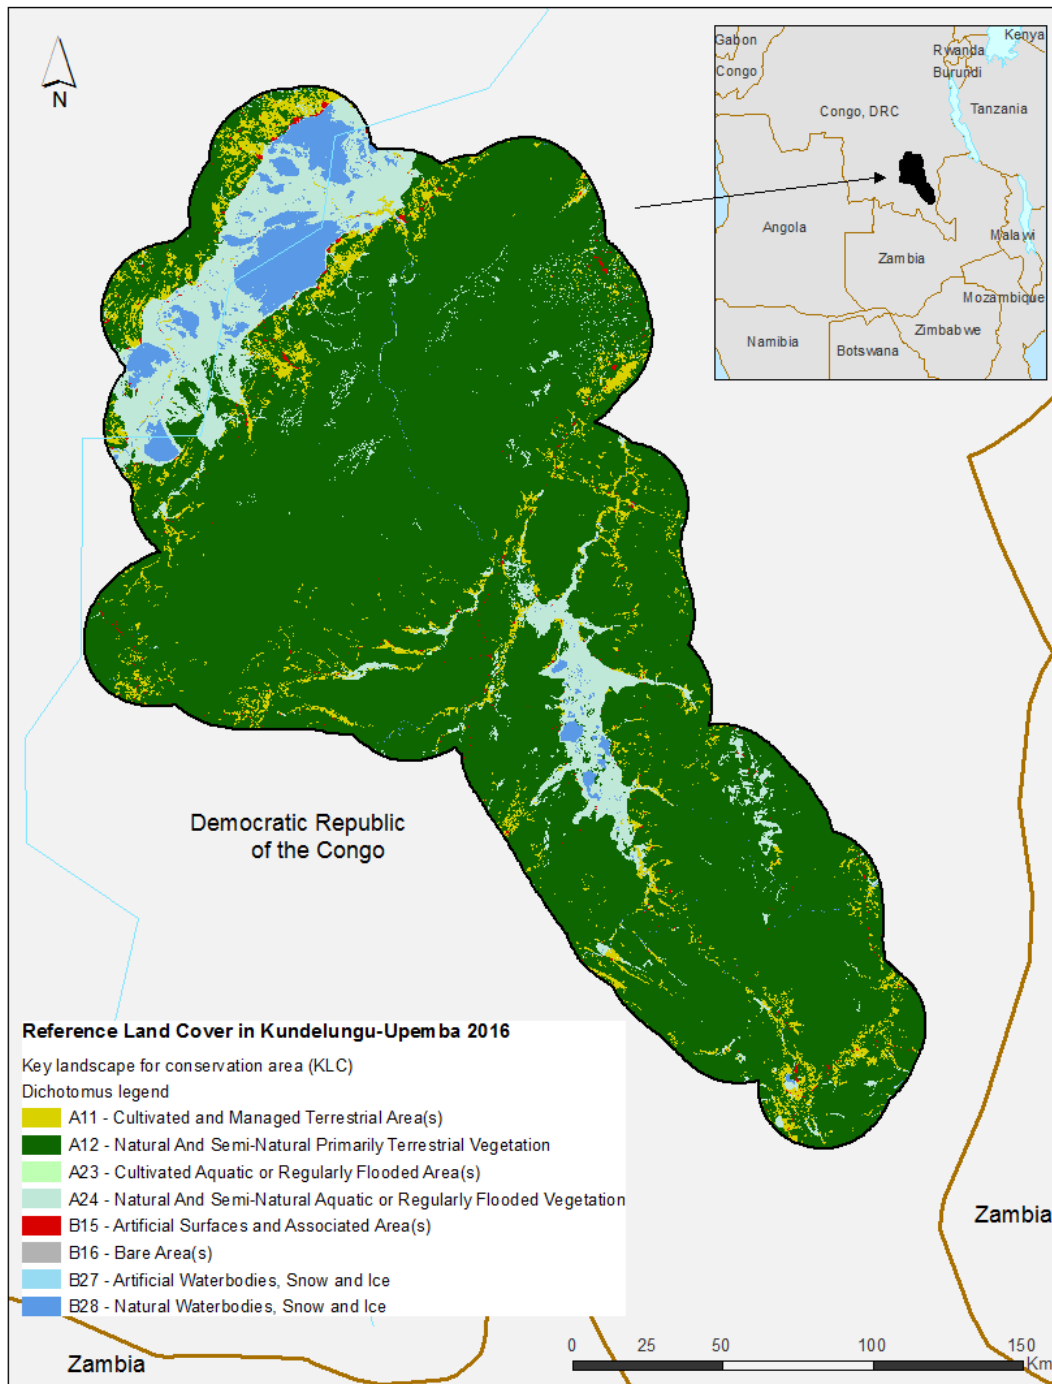 N
Gabon
Kenya
Rwanda
Congo
Burundi
Congo, DRC
Tanzania
Angola
Malawi
Zambia
Mozambique
Namibia
Zimbabwe
Botswana
Democratic Republic
of the Congo
Reference Land Cover in Kundelungu-Upemba 2016
Key landscape for conservation area (KLC)
Dichotomus legend
A11 - Cultivated and Managed Terrestrial Area(s)
A12 - Natural And Semi-Natural Primarily Terrestrial Vegetation
A23 - Cultivated Aquatic or Regularly Flooded Area(s)
A24 - Natural And Semi-Natural Aquatic or Regularly Flooded Vegetation
B15 - Artificial Surfaces and Associated Area(s)
B16 - Bare Area(s)
B27 - Artificial Waterbodies, Snow and Ice
B28 - Natural Waterbodies, Snow and Ice
Zambia
Zambia
0 25 50 100 150
Km